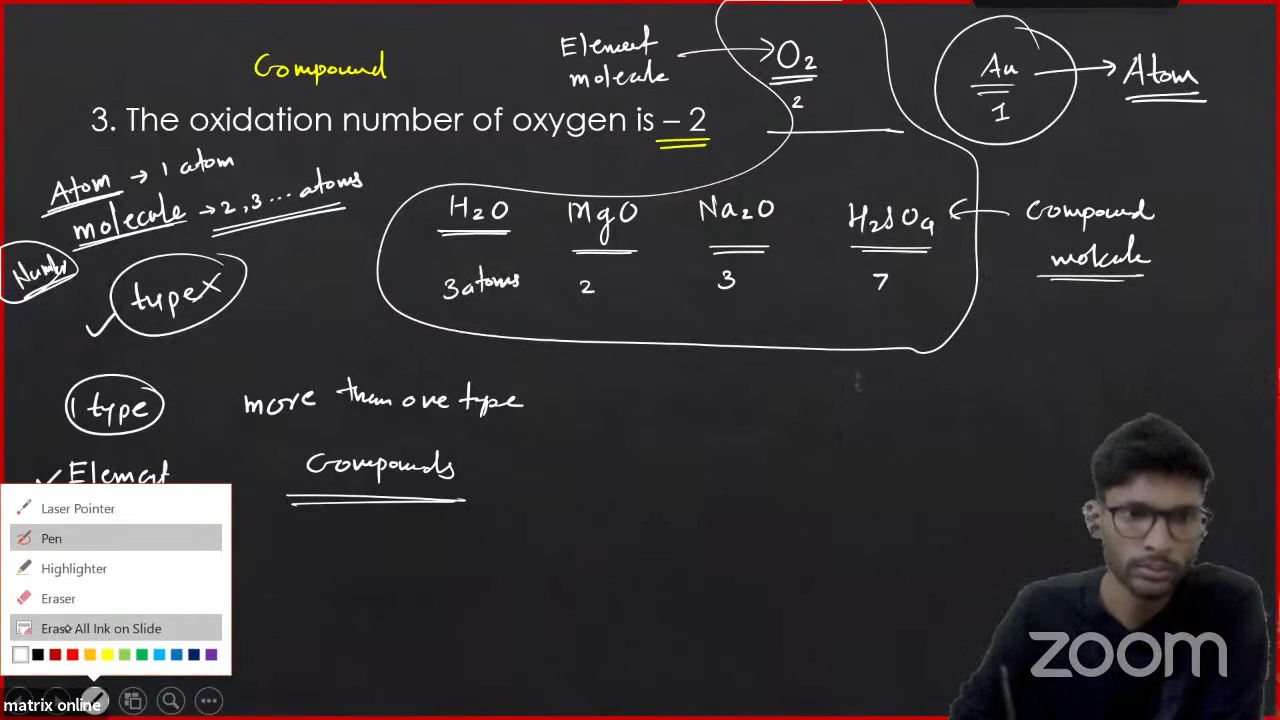 Compound
Element
molecule
O2
2
Au
1
Atom
3. The oxidation number of oxygen is – 2
Atom → 1 atom
molecule → 2, 3 ... atoms
Number
type
H2O
MgO
Na2O
H2SO4
Compound
molecule
3 atoms
2
3
7
1 type
more than one type
Element
Compounds
Laser Pointer
Pen
Highlighter
Eraser
Erase All Ink on Slide
matrix online
zoom